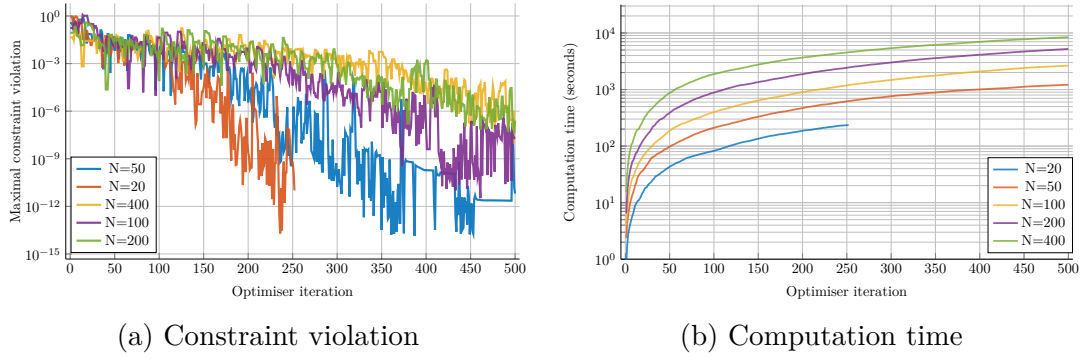 Maximal constraint violation
10^0
10^−3
10^−6
10^−9
10^−12
10^−15
N=50
N=20
N=400
N=100
N=200
0 50 100 150 200 250 300 350 400 450 500
Optimiser iteration
(a) Constraint violation
Computation time (seconds)
10^4
10^3
10^2
10^1
10^0
N=20
N=50
N=100
N=200
N=400
0 50 100 150 200 250 300 350 400 450 500
Optimiser iteration
(b) Computation time